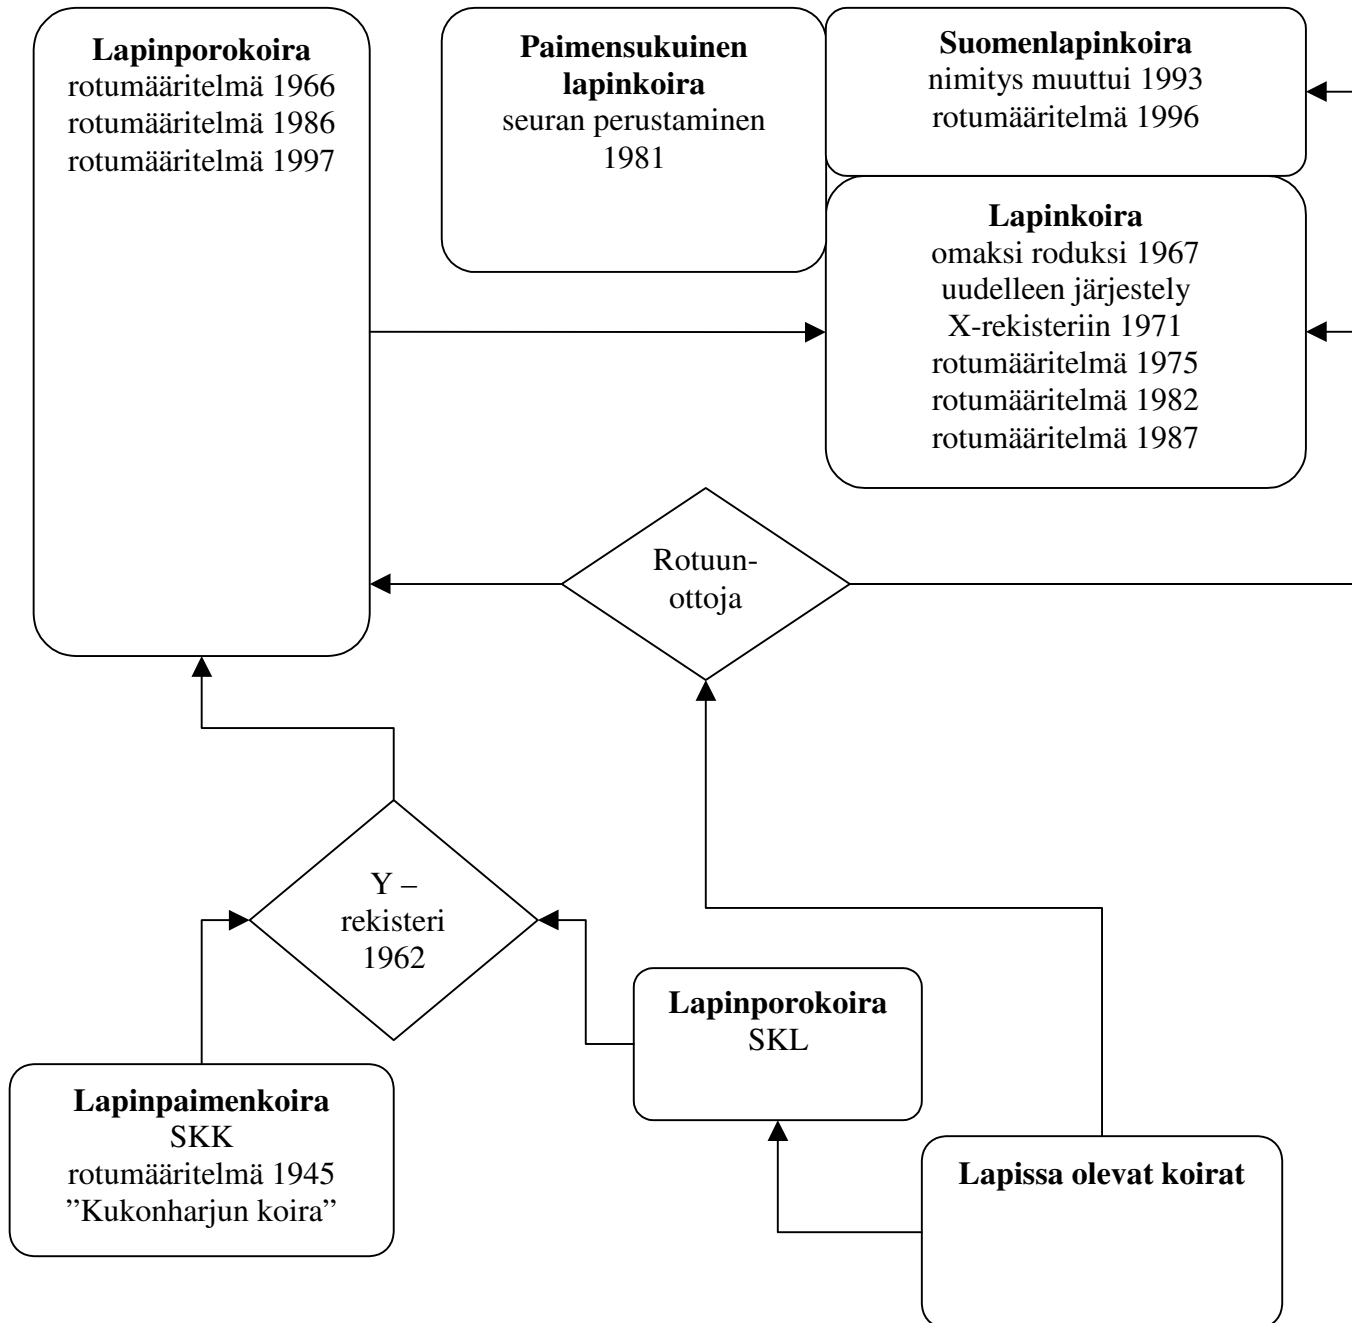 Lapinporokoira
rotumääritelmä 1966
rotumääritelmä 1986
rotumääritelmä 1997
Paimensukuinen
lapinkoira
seuran perustaminen
1981
Suomenlapinkoira
nimitys muuttui 1993
rotumääritelmä 1996
Lapinkoira
omaksi roduksi 1967
uudelleen järjestely
X-rekisteriin 1971
rotumääritelmä 1975
rotumääritelmä 1982
rotumääritelmä 1987
Rotuun-
ottoja
Y –
rekisteri
1962
Lapinporokoira
SKL
Lapinpaimenkoira
SKK
rotumääritelmä 1945
”Kukonharjun koira”
Lapissa olevat koirat